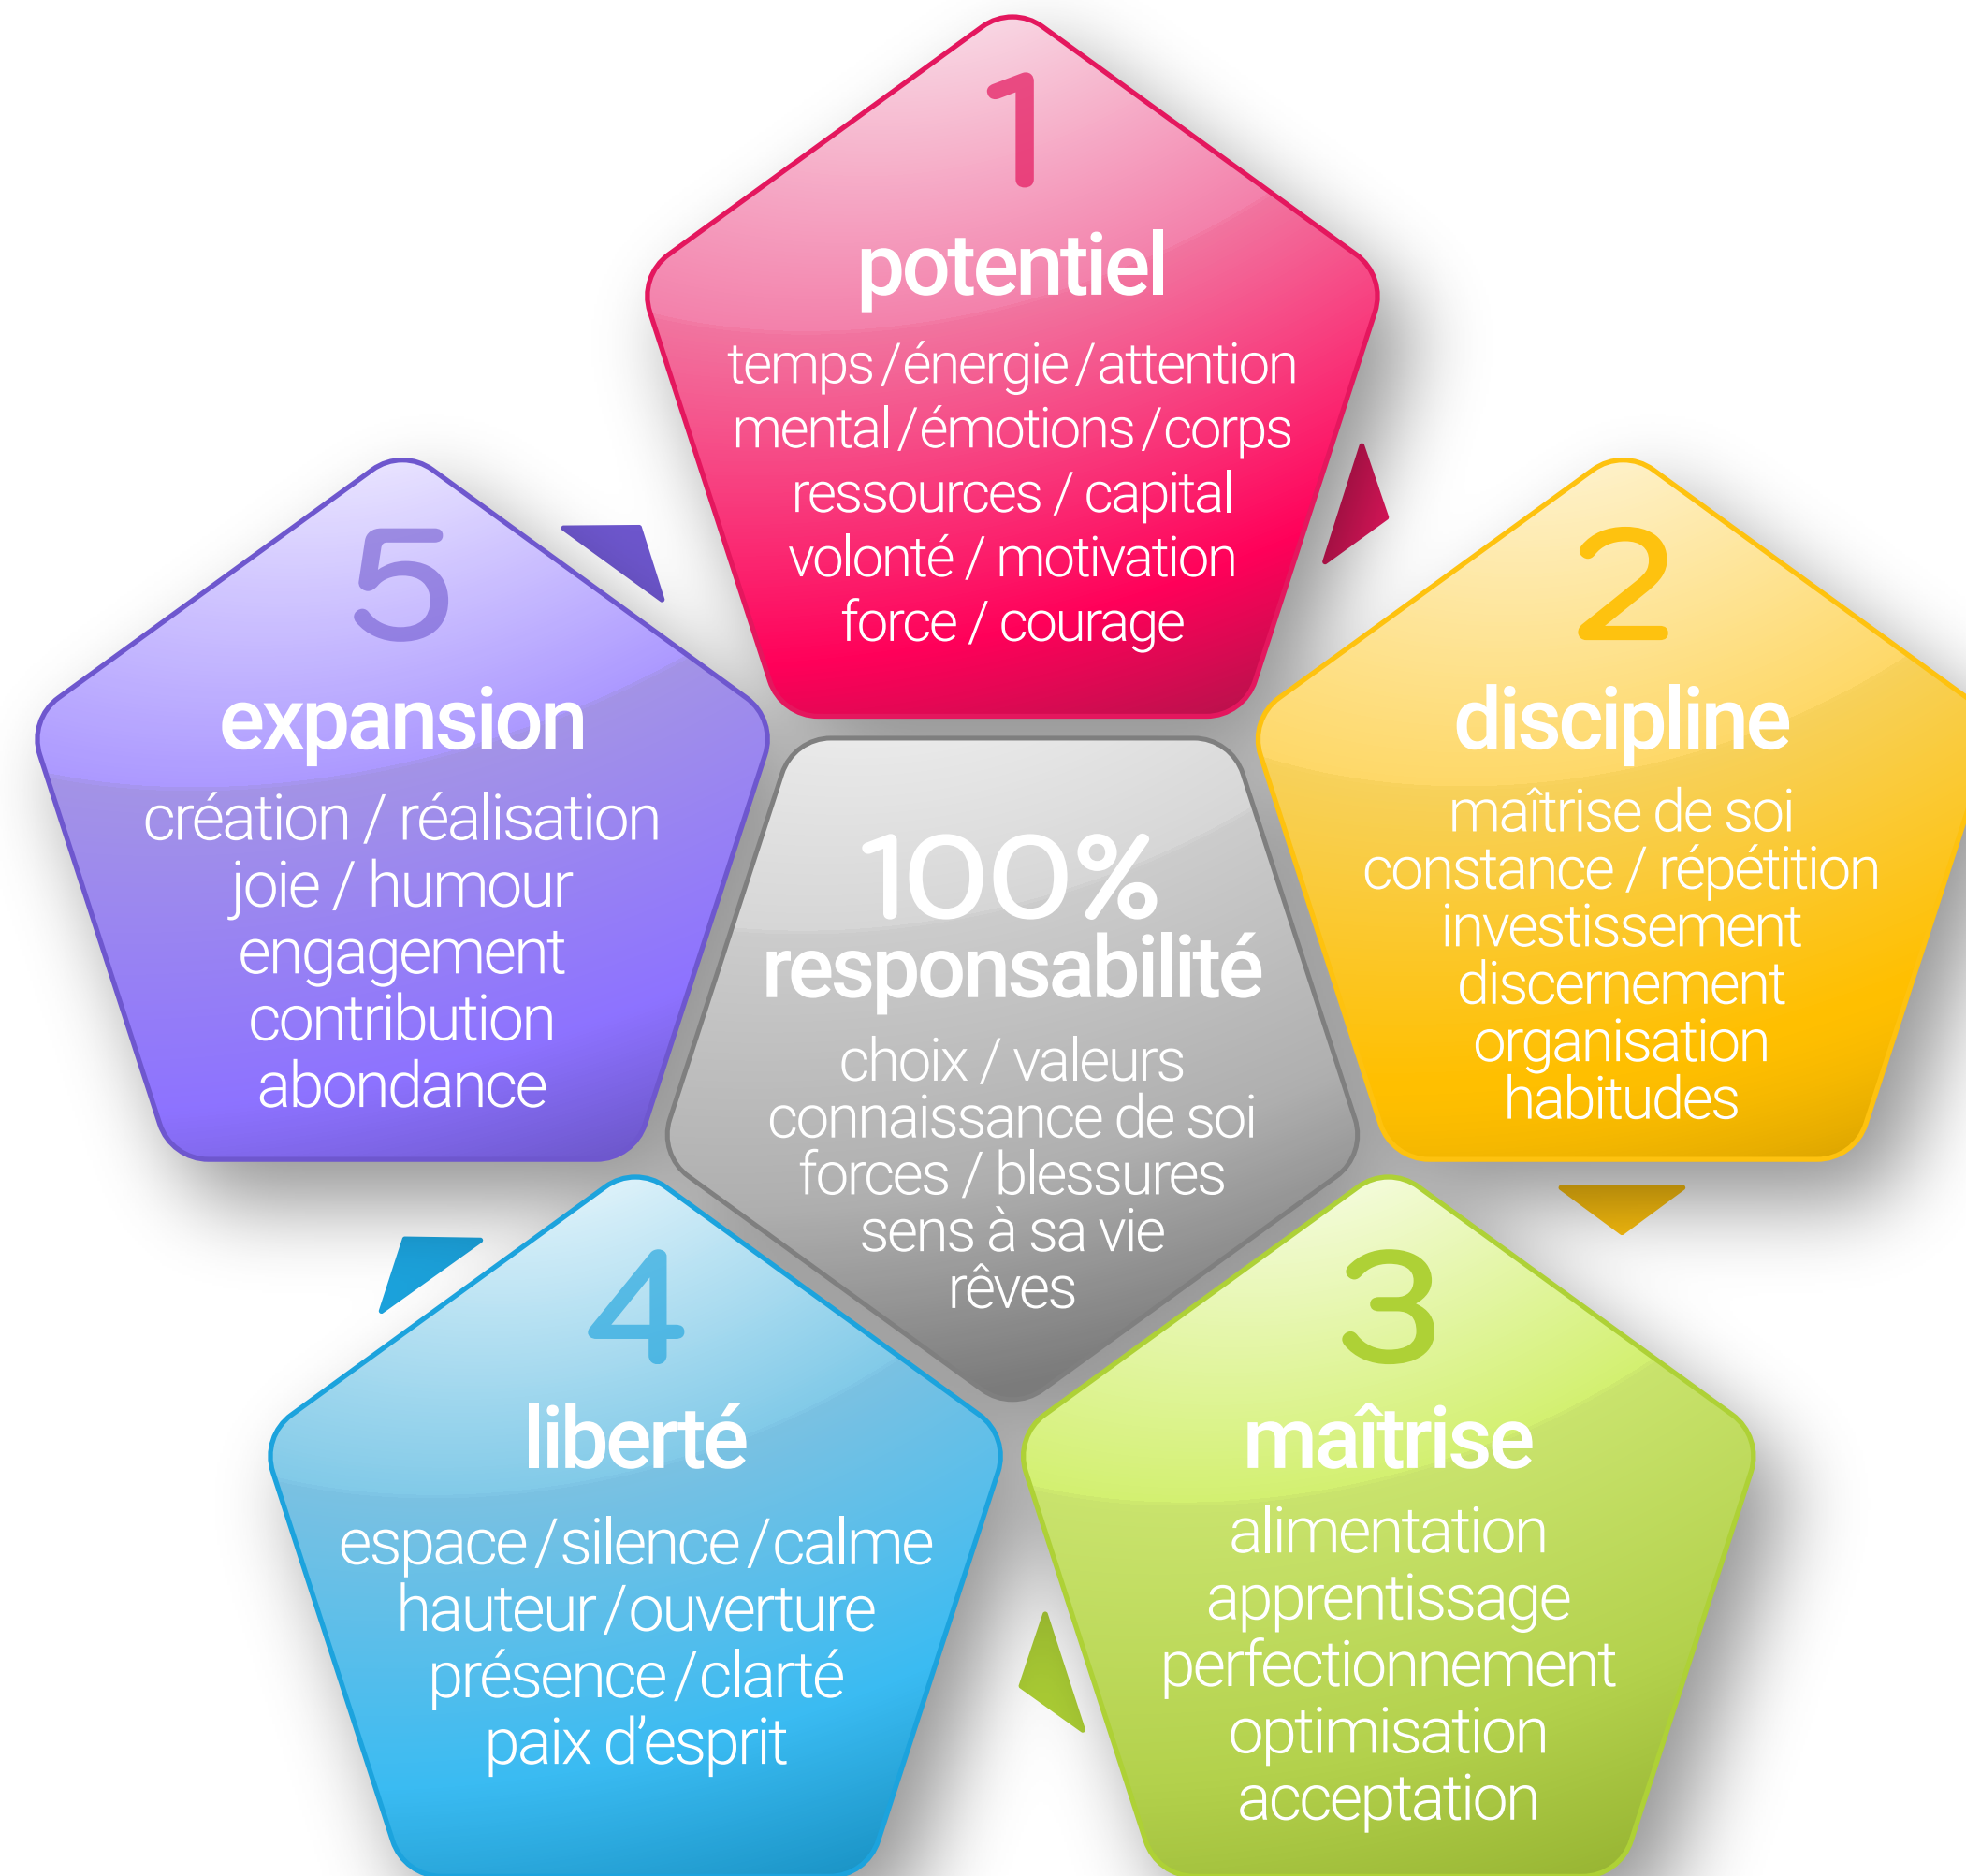 1
potentiel
temps / énergie / attention
mental / émotions / corps
ressources / capital
volonté / motivation
force / courage
2
discipline
maîtrise de soi
constance / répétition
investissement
discernement
organisation
habitudes
3
maîtrise
alimentation
apprentissage
perfectionnement
optimisation
acceptation
4
liberté
espace / silence / calme
hauteur / ouverture
présence / clarté
paix d'esprit
5
expansion
création / réalisation
joie / humour
engagement
contribution
abondance
100%
responsabilité
choix / valeurs
connaissance de soi
forces / blessures
sens à sa vie
rêves